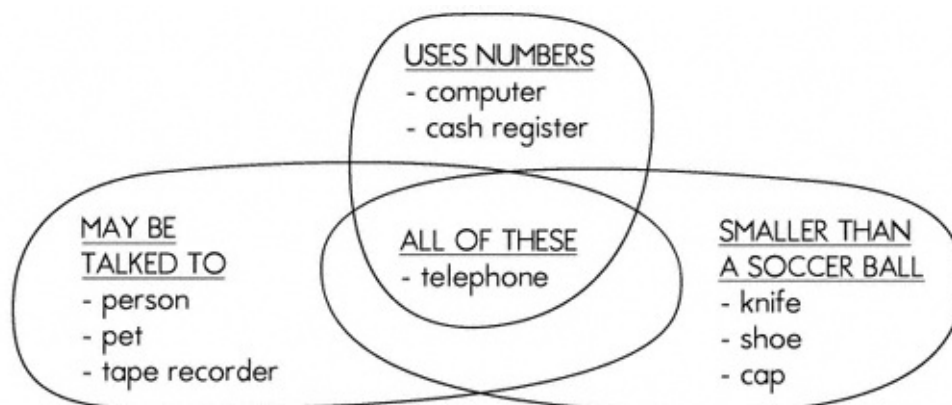 USES NUMBERS
- computer
- cash register
MAY BE
TALKED TO
- person
- pet
- tape recorder
ALL OF THESE
- telephone
SMALLER THAN
A SOCCER BALL
- knife
- shoe
- cap